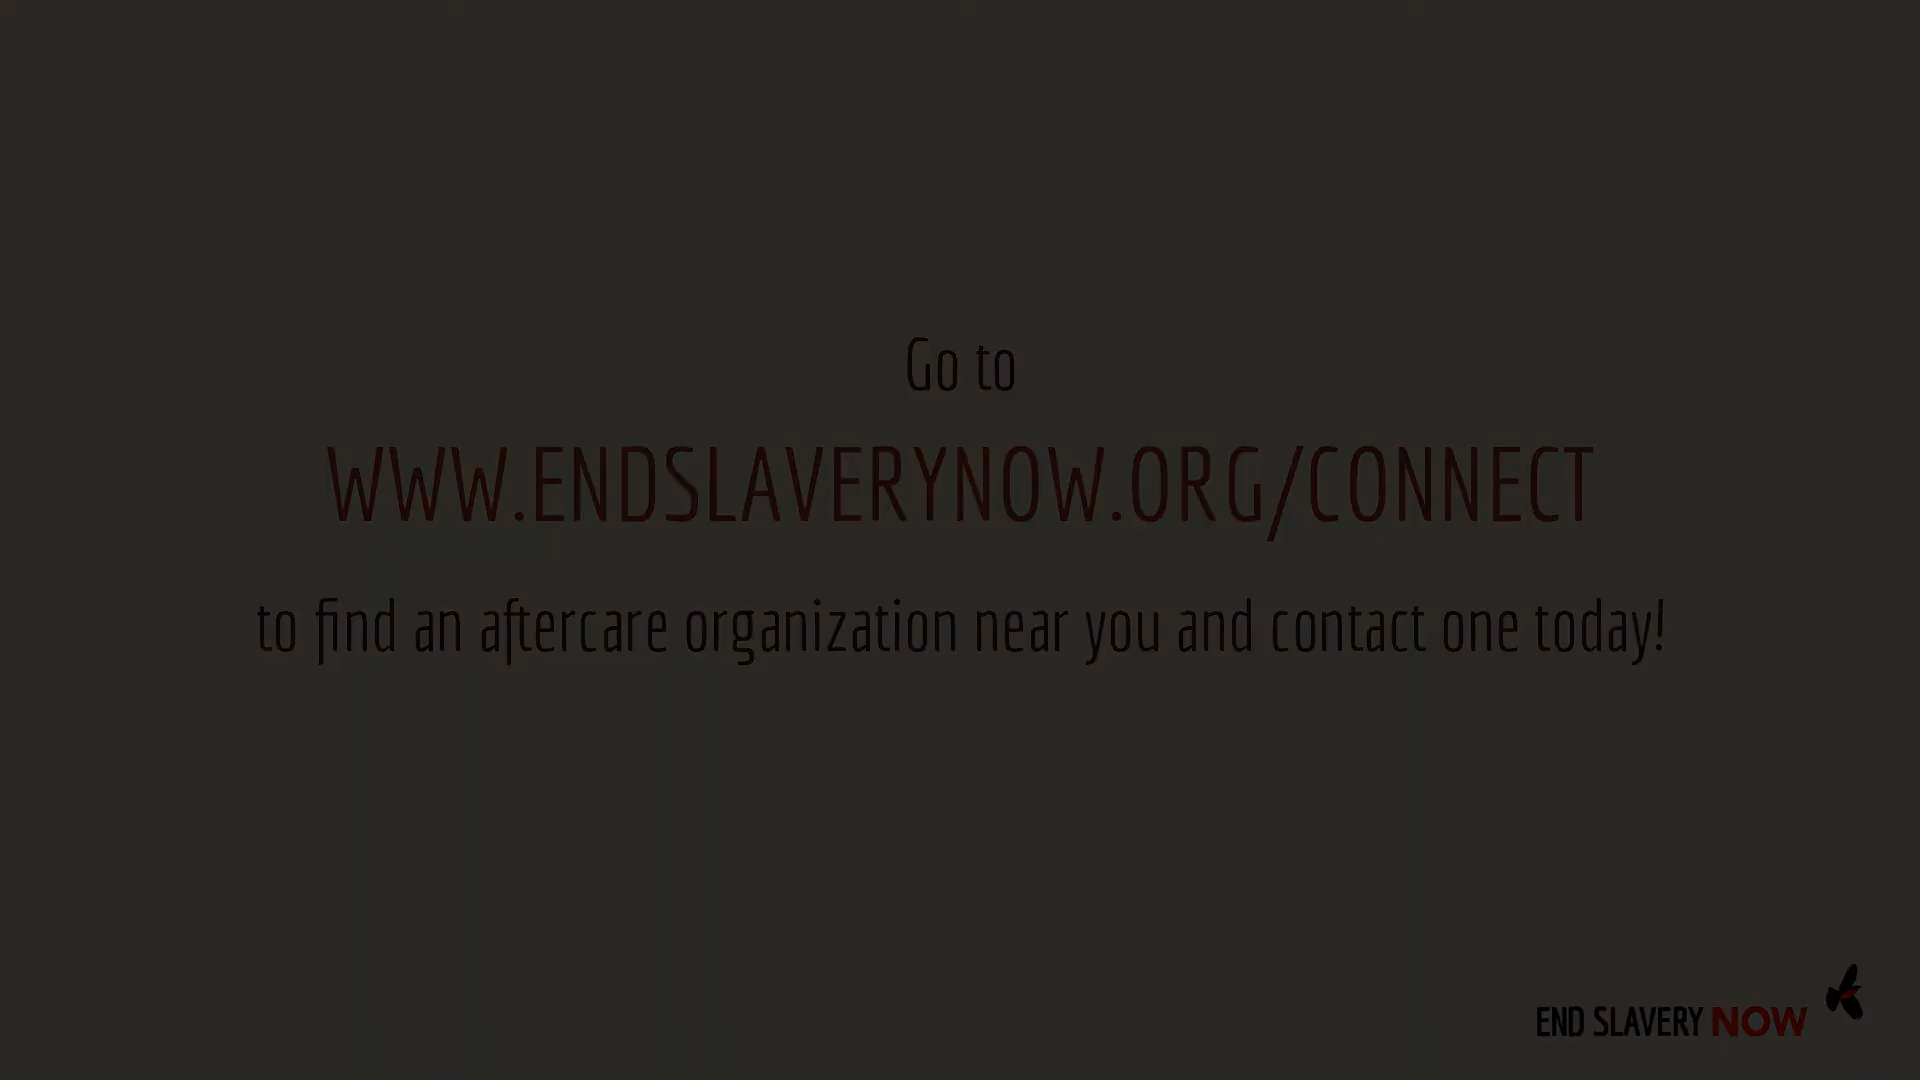 Go to
WWW.ENDSLAVERYNOW.ORG/CONNECT
to find an aftercare organization near you and contact one today!
END SLAVERY NOW